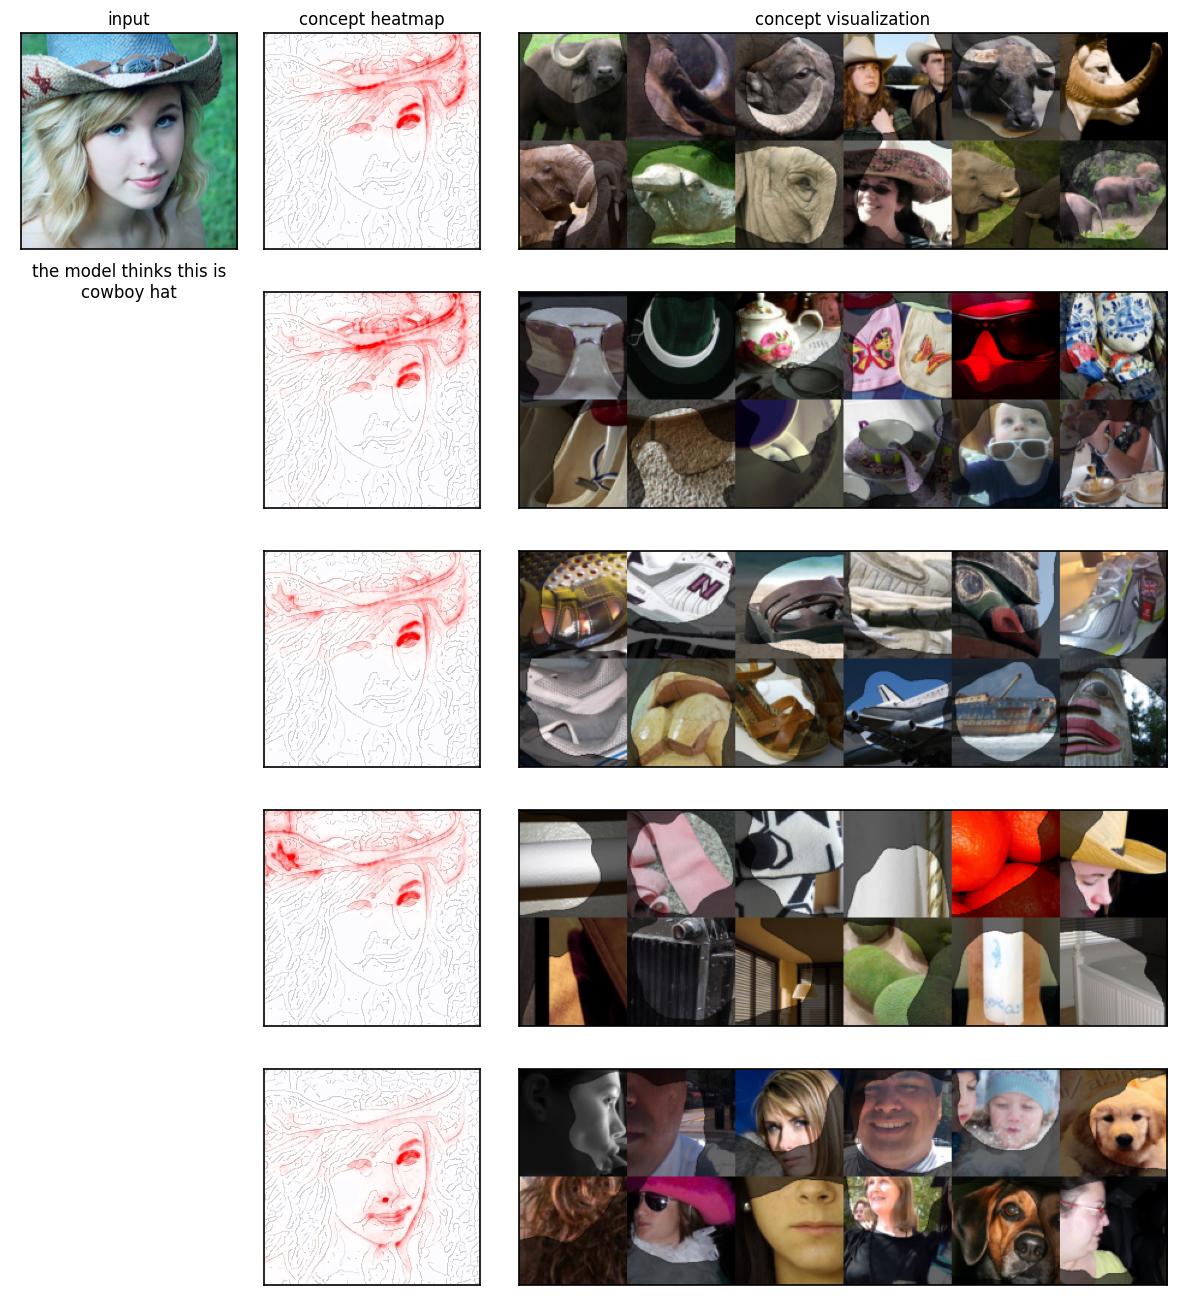 input
concept heatmap
concept visualization
the model thinks this is
cowboy hat
N